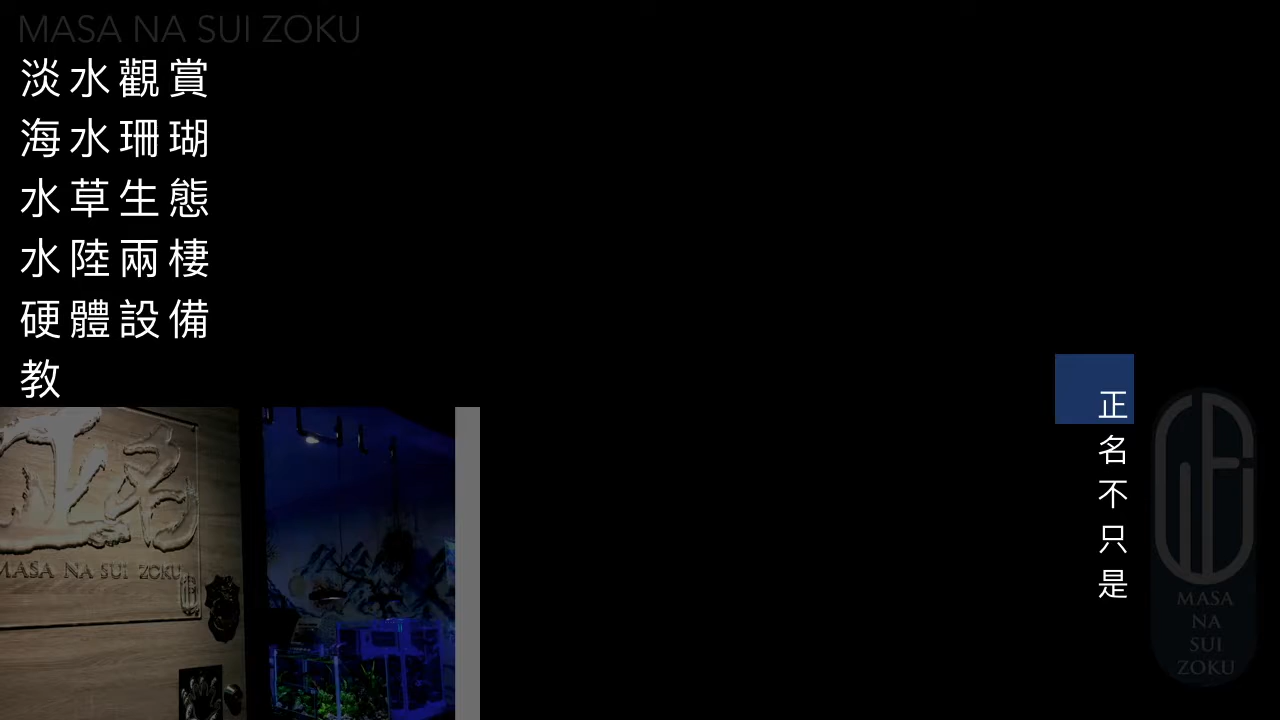 MASA NA SUI ZOKU
淡水觀賞
海水珊瑚
水草生態
水陸兩棲
硬體設備
教
正名
MASA NA SUI ZOKU
正名不只是
MASA
NA
SUI
ZOKU